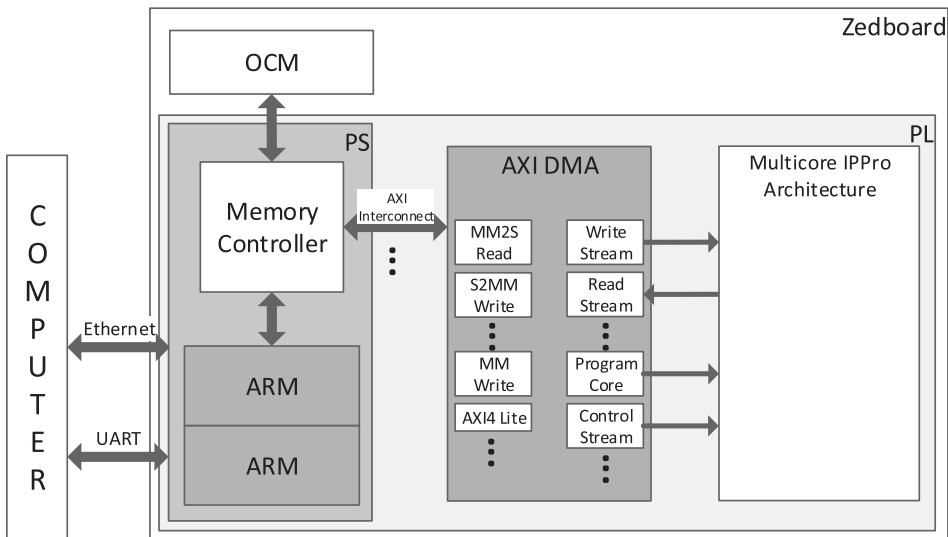 Zedboard
OCM
PS
PL
Memory
Controller
AXI
Interconnect
AXI DMA
MM2S
Read
S2MM
Write
MM
Write
AXI4 Lite
Write
Stream
Read
Stream
Program
Core
Control
Stream
Multicore IPPro
Architecture
COMPUTER
Ethernet
UART
ARM
ARM